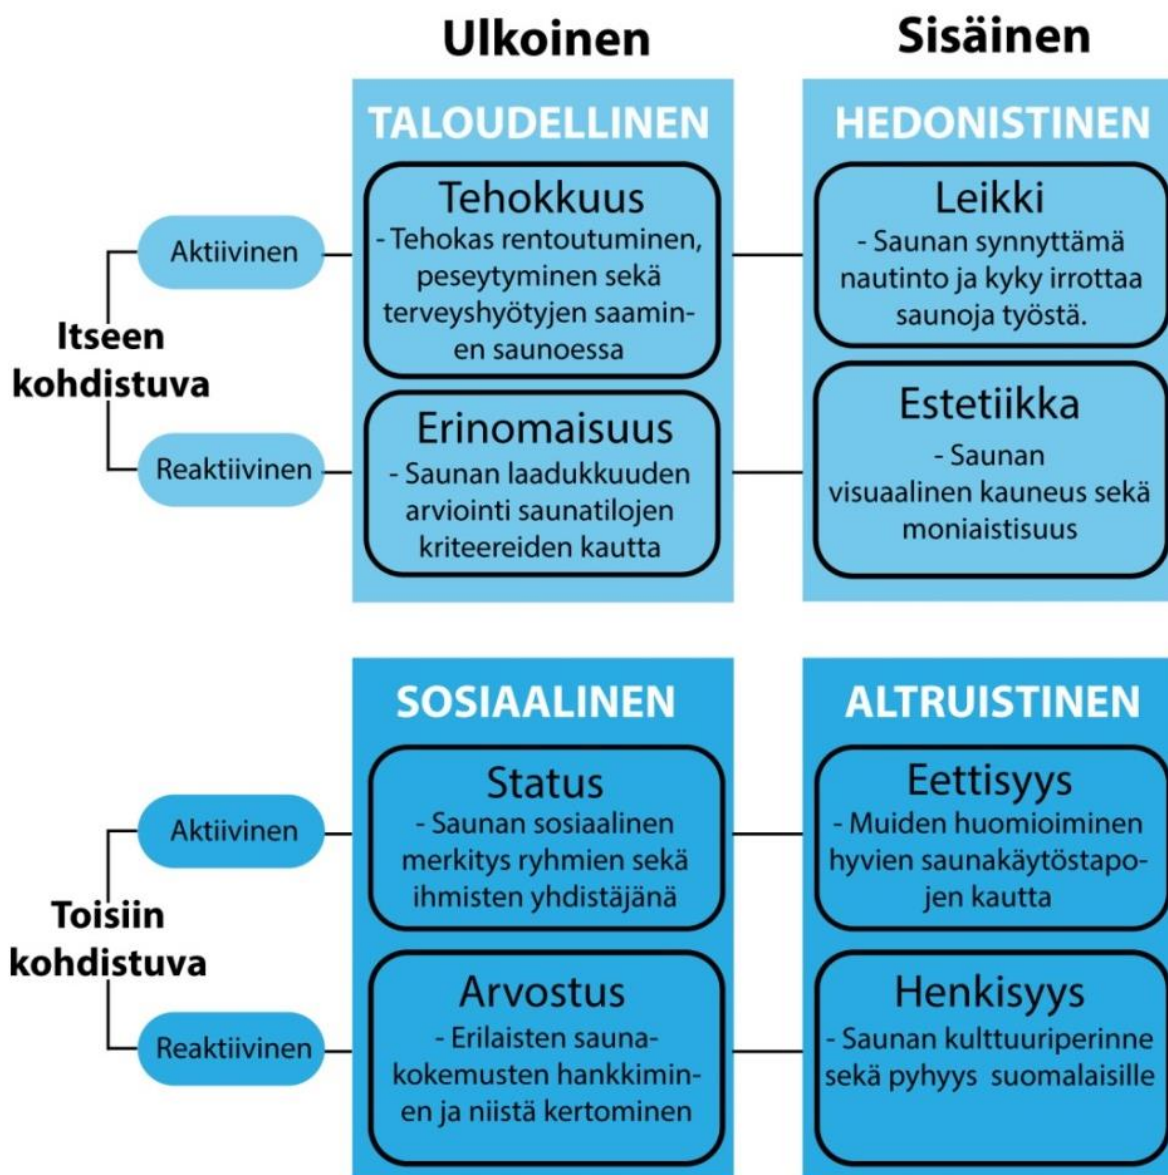 Ulkoinen
Sisäinen
TALOUDELLINEN
HEDONISTINEN
Itseen
kohdistuva
Aktiivinen
Tehokkuus
- Tehokas rentoutuminen,
peseytyminen sekä
terveyshyötyjen saamin-
en saunoessa
Leikki
- Saunan synnyttämä
nautinto ja kyky irrottaa
saunoja työstä.
Reaktiivinen
Erinomaisuus
- Saunan laadukkuuden
arviointi saunatilojen
kriteereiden kautta
Estetiikka
- Saunan
visuaalinen kauneus sekä
moniaistisuus
SOSIAALINEN
ALTRUISTINEN
Toisiin
kohdistuva
Aktiivinen
Status
- Saunan sosiaalinen
merkitys ryhmien sekä
ihmisten yhdistäjänä
Eettisyys
- Muiden huomioiminen
hyvien saunakäytöstapo-
jen kautta
Reaktiivinen
Arvostus
- Erilaisten sauna-
kokemusten hankkimin-
en ja niistä kertominen
Henkisyys
- Saunan kulttuuriperinne
sekä pyhyys suomalaisille